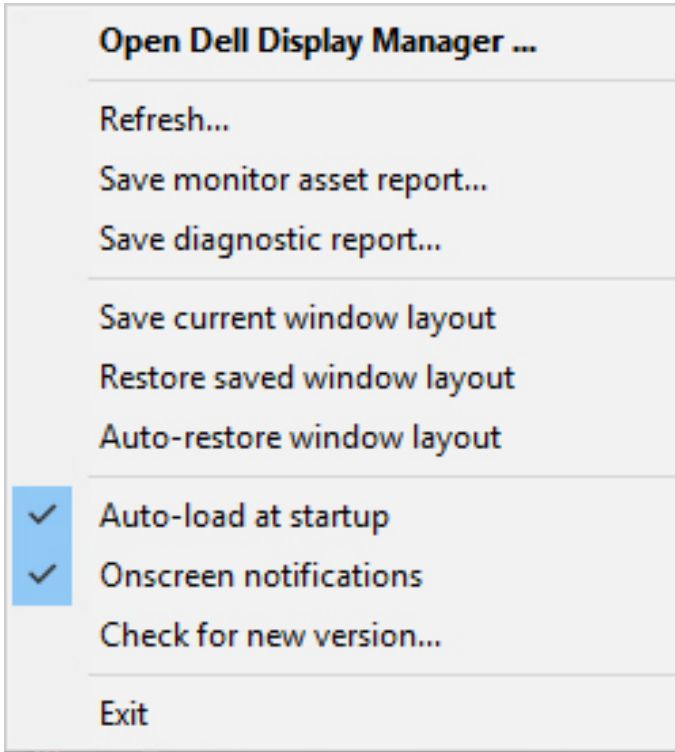 Open Dell Display Manager ...
Refresh...
Save monitor asset report...
Save diagnostic report...
Save current window layout
Restore saved window layout
Auto-restore window layout
Auto-load at startup
Onscreen notifications
Check for new version...
Exit